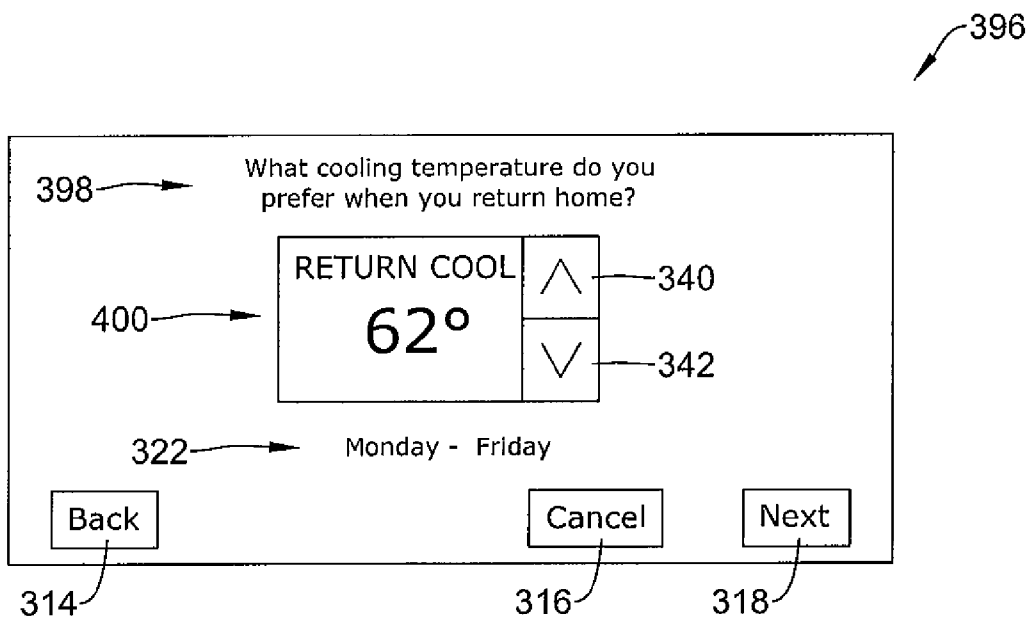 396
What cooling temperature do you
398
prefer when you return home?
RETURN COOL
340
400
62°
342
322
Monday - Friday
Back
Cancel
Next
314
316
318